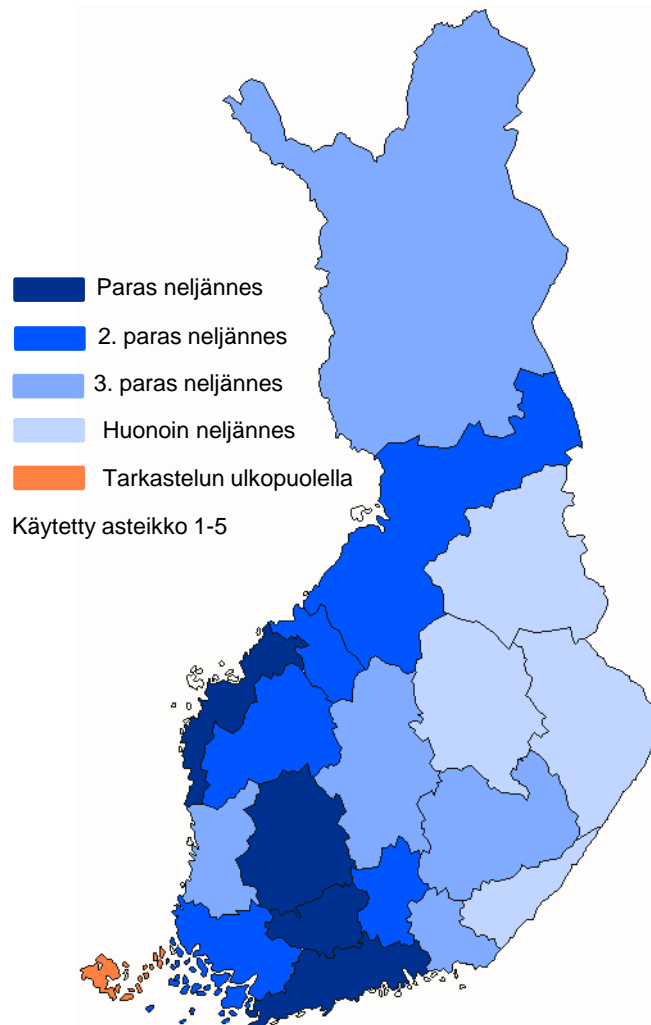 Paras neljännes
2. paras neljännes
3. paras neljännes
Huonoin neljännes
Tarkastelun ulkopuolella
Käytetty asteikko 1-5